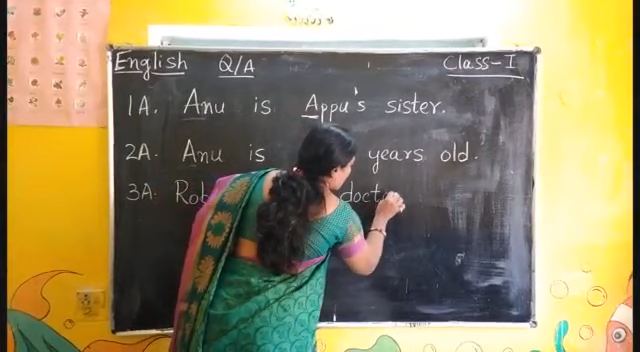 English Q/A Class-I
1A. Anu is Appu's sister.
2A. Anu is years old.
3A. Rob doct